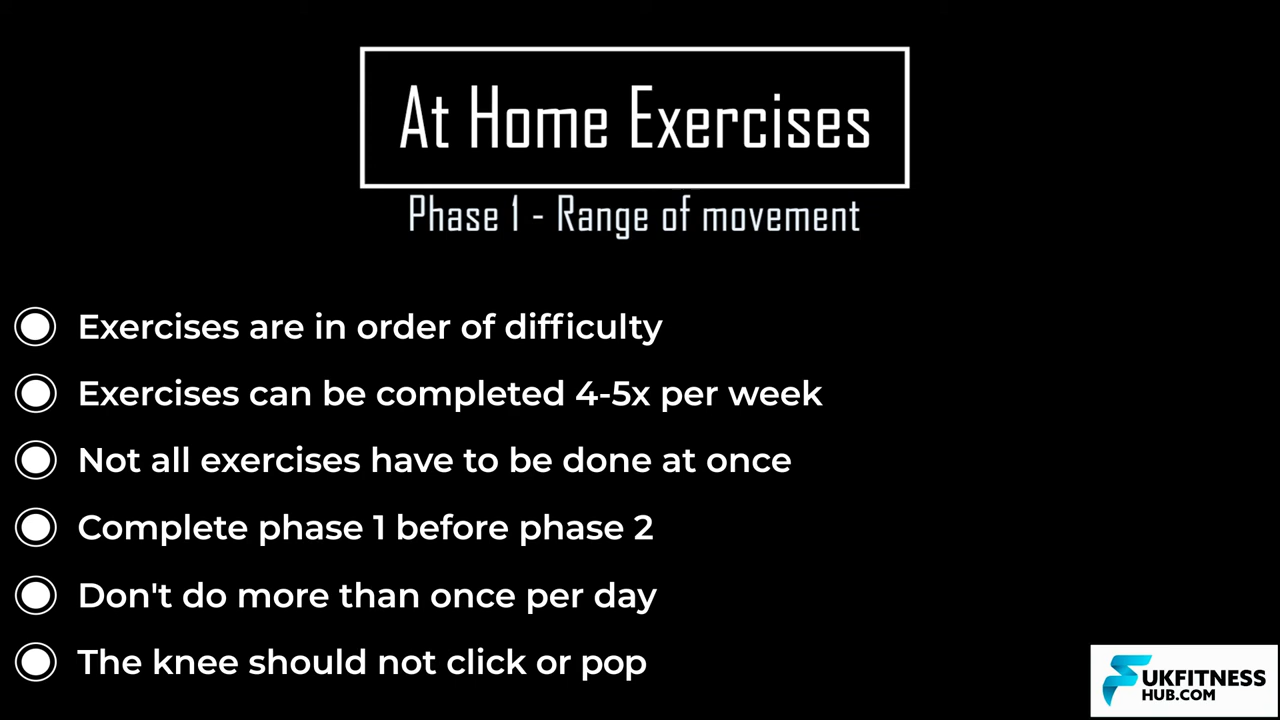 At Home Exercises
Phase 1 - Range of movement
Exercises are in order of difficulty
Exercises can be completed 4-5x per week
Not all exercises have to be done at once
Complete phase 1 before phase 2
Don't do more than once per day
The knee should not click or pop
UKFITNESS
HUB.COM